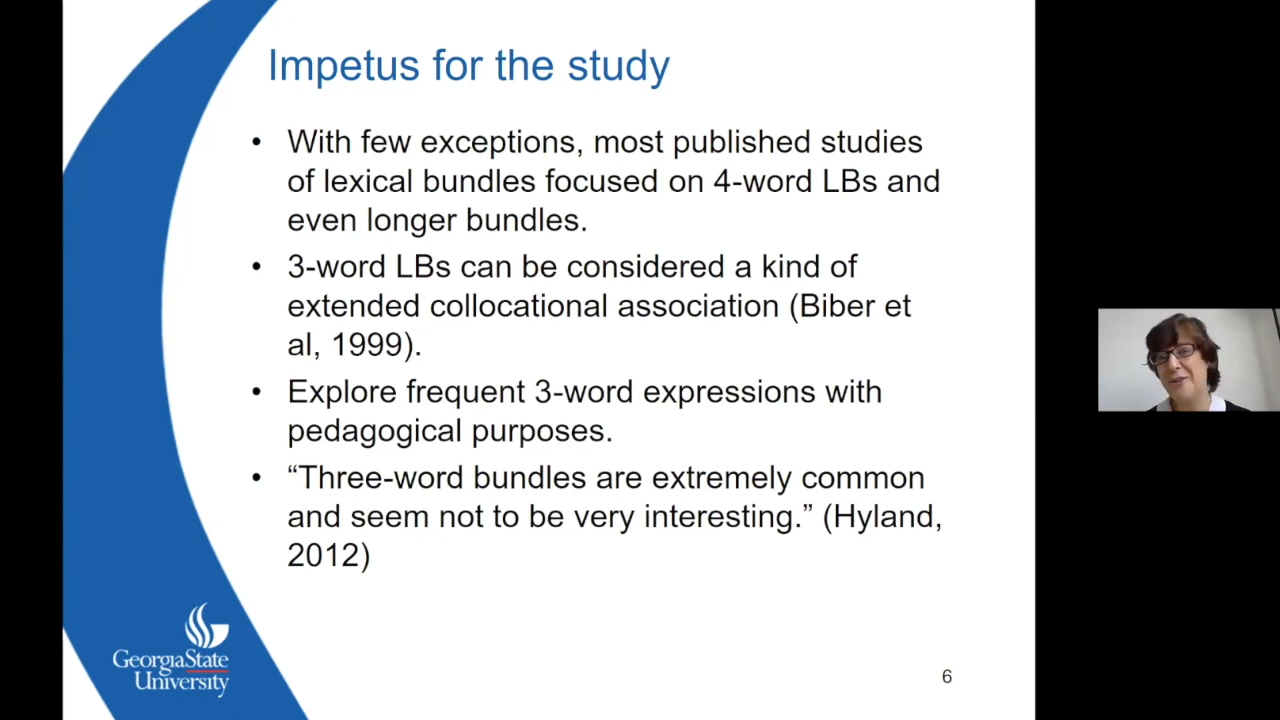 Impetus for the study
• With few exceptions, most published studies
of lexical bundles focused on 4-word LBs and
even longer bundles.
• 3-word LBs can be considered a kind of
extended collocational association (Biber et
al, 1999).
• Explore frequent 3-word expressions with
pedagogical purposes.
• “Three-word bundles are extremely common
and seem not to be very interesting.” (Hyland,
2012)
GeorgiaState
University
6